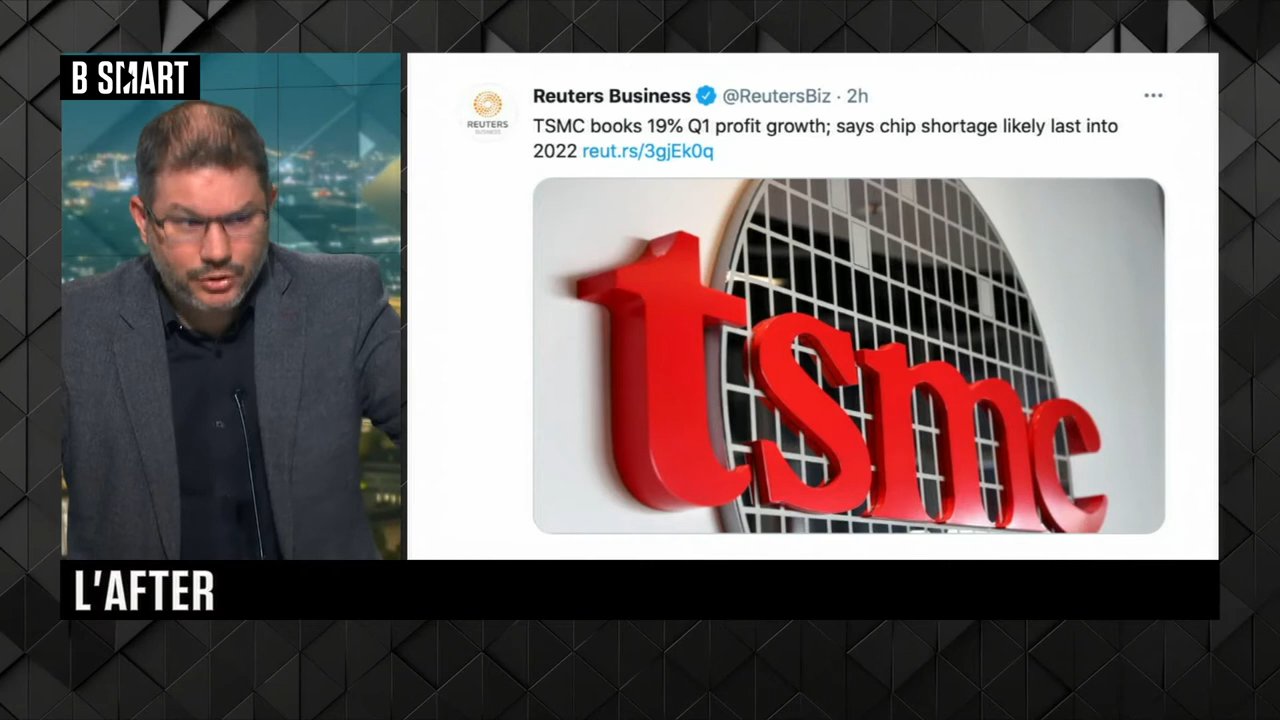 B SMART
Reuters Business @ReutersBiz · 2h
REUTERS
BUSINESS
TSMC books 19% Q1 profit growth; says chip shortage likely last into
2022 reut.rs/3gjEk0q
tsmc
L'AFTER